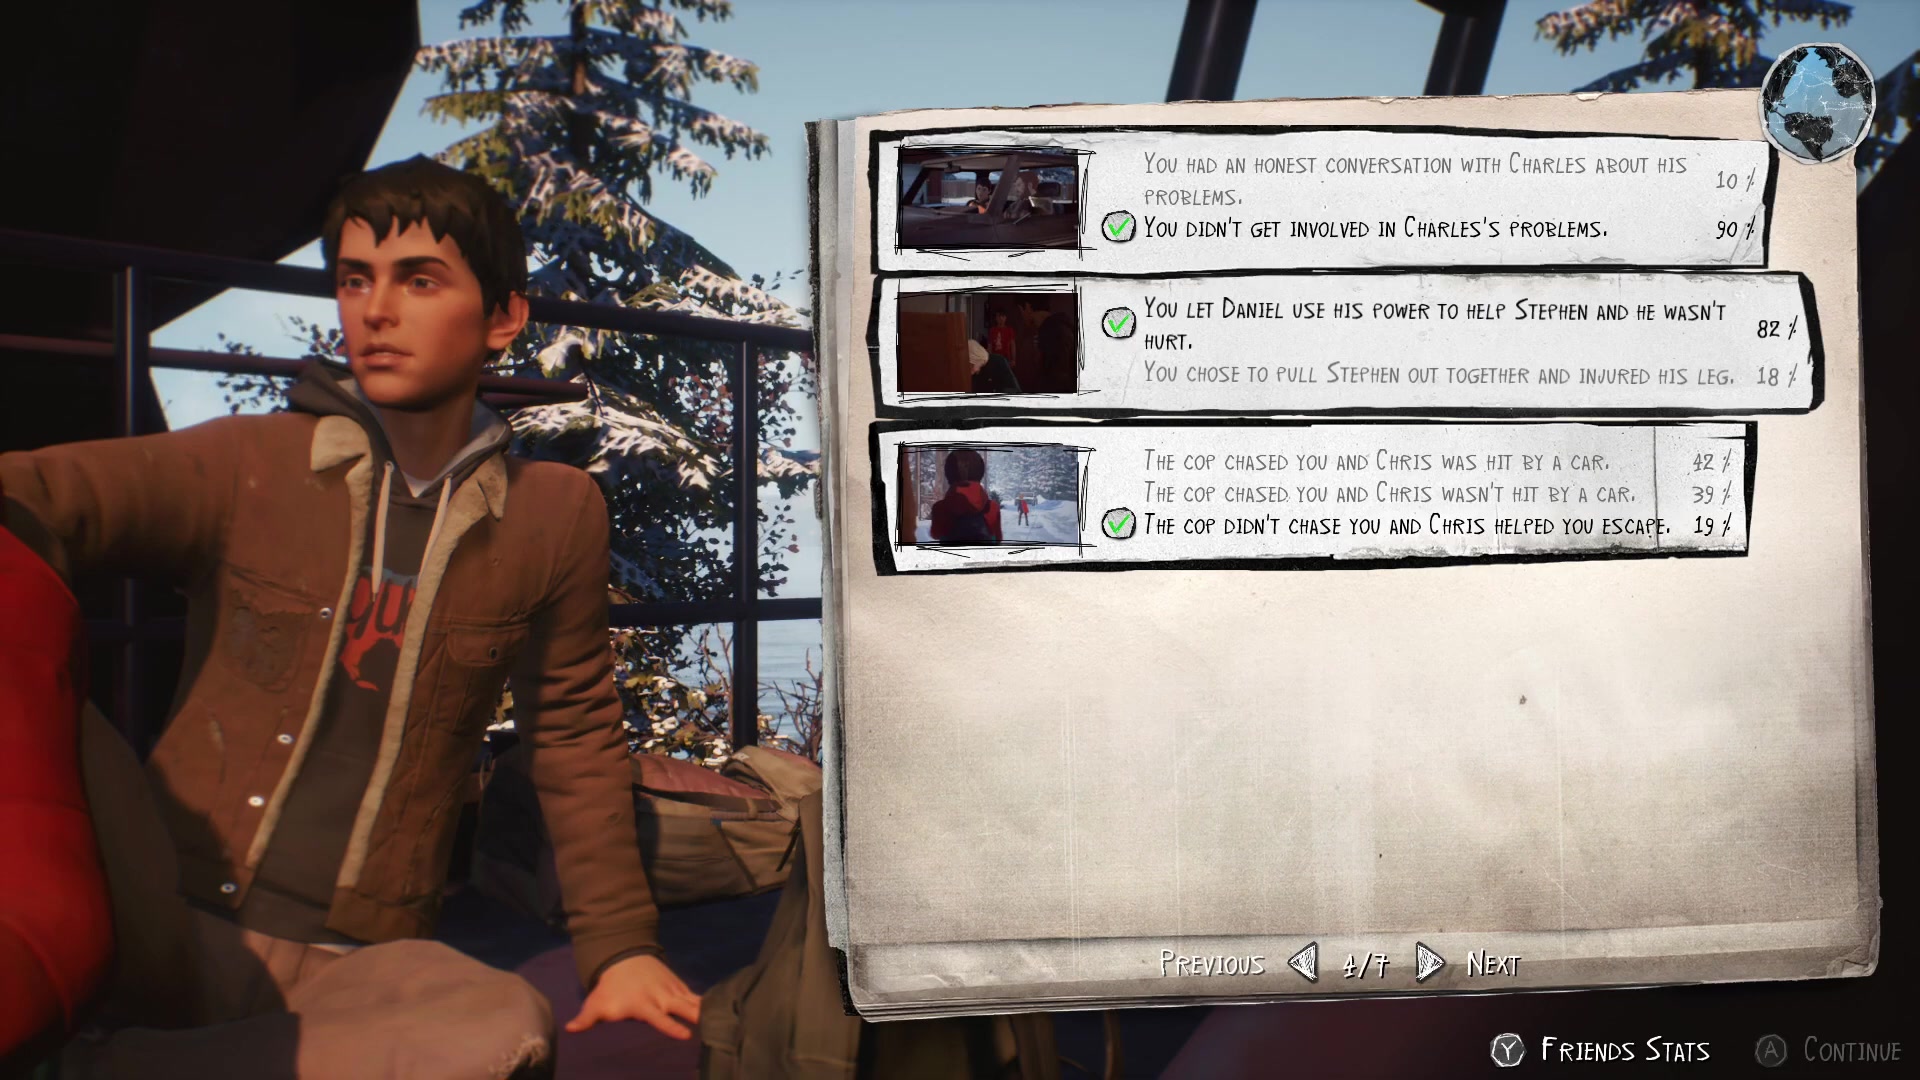 You had an honest conversation with Charles about his
problems.
10 %
You didn't get involved in Charles's problems.
90 %
You let Daniel use his power to help Stephen and he wasn't
hurt.
82 %
You chose to pull Stephen out together and injured his leg.
18 %
The cop chased you and Chris was hit by a car.
42 %
The cop chased you and Chris wasn't hit by a car.
39 %
The cop didn't chase you and Chris helped you escape.
19 %
Previous 4/7 Next
Y Friends Stats A Continue